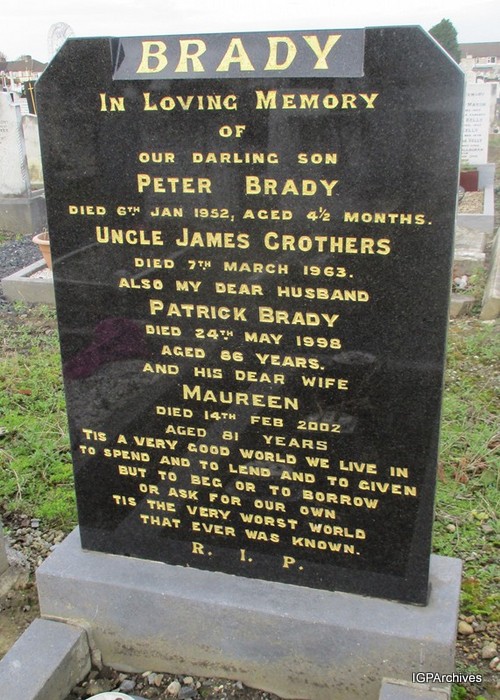 BRADY
IN LOVING MEMORY
OF
OUR DARLING SON
PETER BRADY
DIED 6TH JAN 1952, AGED 4½ MONTHS.
UNCLE JAMES CROTHERS
DIED 7TH MARCH 1963.
ALSO MY DEAR HUSBAND
PATRICK BRADY
DIED 24TH MAY 1998
AGED 86 YEARS.
AND HIS DEAR WIFE
MAUREEN
DIED 14TH FEB 2002
AGED 81 YEARS
TIS A VERY GOOD WORLD WE LIVE IN
TO SPEND AND TO LEND AND TO GIVEN
BUT TO BEG OR TO BORROW
OR ASK FOR OUR OWN
TIS THE VERY WORST WORLD
THAT EVER WAS KNOWN.
R. I. P.
IGPArchives